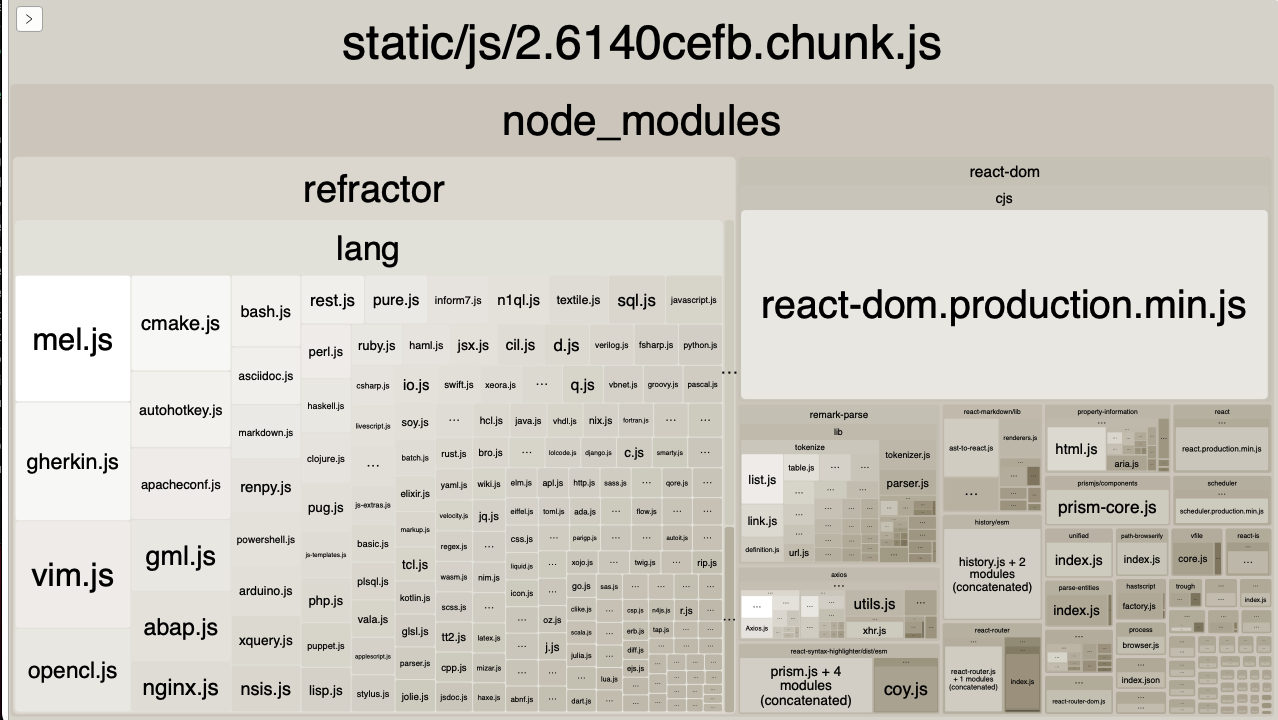 static/js/2.6140cefb.chunk.js
node_modules
refractor
lang
mel.js
gherkin.js
vim.js
opencl.js
cmake.js
autohotkey.js
apacheconf.js
gml.js
abap.js
nginx.js
bash.js
asciidoc.js
markdown.js
renpy.js
powershell.js
arduino.js
xquery.js
nsis.js
rest.js
pure.js
inform7.js
n1ql.js
textile.js
sql.js
javascript.js
perl.js
haskell.js
clojure.js
pug.js
js-templates.js
php.js
puppet.js
lisp.js
ruby.js
haml.js
jsx.js
cil.js
d.js
verilog.js
fsharp.js
python.js
csharp.js
io.js
swift.js
xeora.js
...
q.js
vbnet.js
groovy.js
pascal.js
livescript.js
soy.js
...
hcl.js
java.js
vhdl.js
nix.js
fortran.js
...
...
...
batch.js
rust.js
bro.js
...
lolcode.js
django.js
c.js
smarty.js
...
js-extras.js
elixir.js
yaml.js
wiki.js
elm.js
apl.js
http.js
sass.js
...
qore.js
...
velocity.js
jq.js
eiffel.js
toml.js
ada.js
...
flow.js
...
basic.js
markup.js
regex.js
...
css.js
...
parigp.js
...
autoit.js
...
plsql.js
tcl.js
wasm.js
nim.js
liquid.js
...
xojo.js
...
twig.js
...
rip.js
vala.js
kotlin.js
scss.js
...
icon.js
...
go.js
sas.js
...
applescript.js
glsl.js
tt2.js
latex.js
...
oz.js
clike.js
...
csp.js
n4js.js
r.js
...
stylus.js
parser.js
cpp.js
mizar.js
...
j.js
scala.js
...
erb.js
tap.js
...
jolie.js
jsdoc.js
haxe.js
abnf.js
...
julia.js
...
diff.js
lua.js
ejs.js
dart.js
...
react-dom
cjs
react-dom.production.min.js
remark-parse
lib
tokenize
list.js
link.js
definition.js
table.js
url.js
tokenizer.js
parser.js
axios
...
Axios.js
utils.js
xhr.js
react-syntax-highlighter/dist/esm
prism.js + 4
modules
(concatenated)
coy.js
react-markdown/lib
ast-to-react.js
renderers.js
...
history/esm
history.js + 2
modules
(concatenated)
react-router
react-router.js
+ 1 modules
(concatenated)
index.js
property-information
...
html.js
aria.js
prismjs/components
...
prism-core.js
unified
index.js
parse-entities
index.js
...
react-router-dom.js
react
...
react.production.min.js
scheduler
...
scheduler.production.min.js
path-browserify
index.js
vfile
core.js
react-is
...
hastscript
factory.js
trough
...
index.js
process
browser.js
...
index.json
...